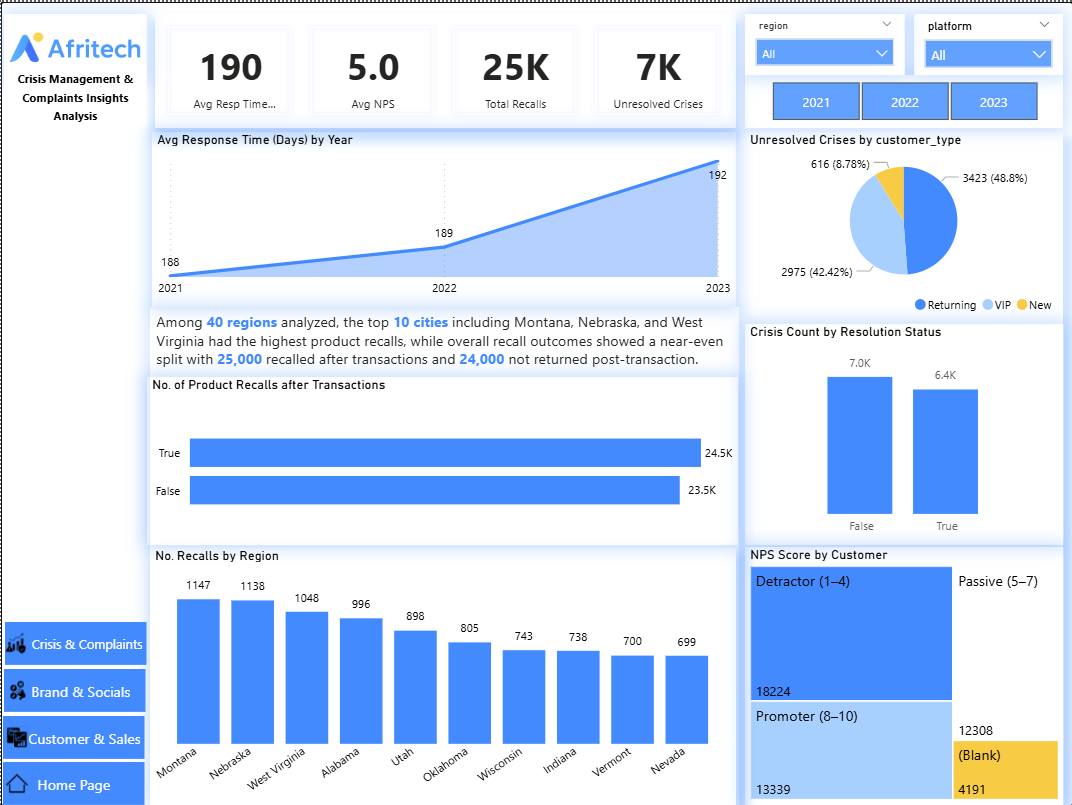 Afritech
Crisis Management &
Complaints Insights
Analysis
190
Avg Resp Time...
5.0
Avg NPS
25K
Total Recalls
7K
Unresolved Crises
region
All
platform
All
2021
2022
2023
Avg Response Time (Days) by Year
188
189
192
2021
2022
2023
Unresolved Crises by customer_type
616 (8.78%)
3423 (48.8%)
2975 (42.42%)
Returning
VIP
New
Among 40 regions analyzed, the top 10 cities including Montana, Nebraska, and West
Virginia had the highest product recalls, while overall recall outcomes showed a near-even
split with 25,000 recalled after transactions and 24,000 not returned post-transaction.
No. of Product Recalls after Transactions
True
24.5K
False
23.5K
Crisis Count by Resolution Status
7.0K
6.4K
False
True
No. Recalls by Region
1147
1138
1048
996
898
805
743
738
700
699
Montana
Nebraska
West Virginia
Alabama
Utah
Oklahoma
Wisconsin
Indiana
Vermont
Nevada
NPS Score by Customer
Detractor (1–4)
18224
Passive (5–7)
12308
Promoter (8–10)
13339
(Blank)
4191
Crisis & Complaints
Brand & Socials
Customer & Sales
Home Page